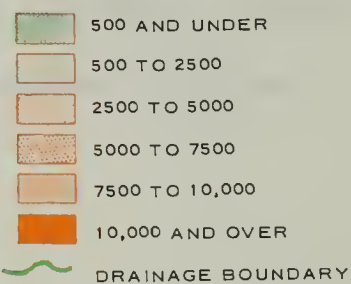 500 AND UNDER
500 TO 2500
2500 TO 5000
5000 TO 7500
7500 TO 10,000
10,000 AND OVER
DRAINAGE BOUNDARY